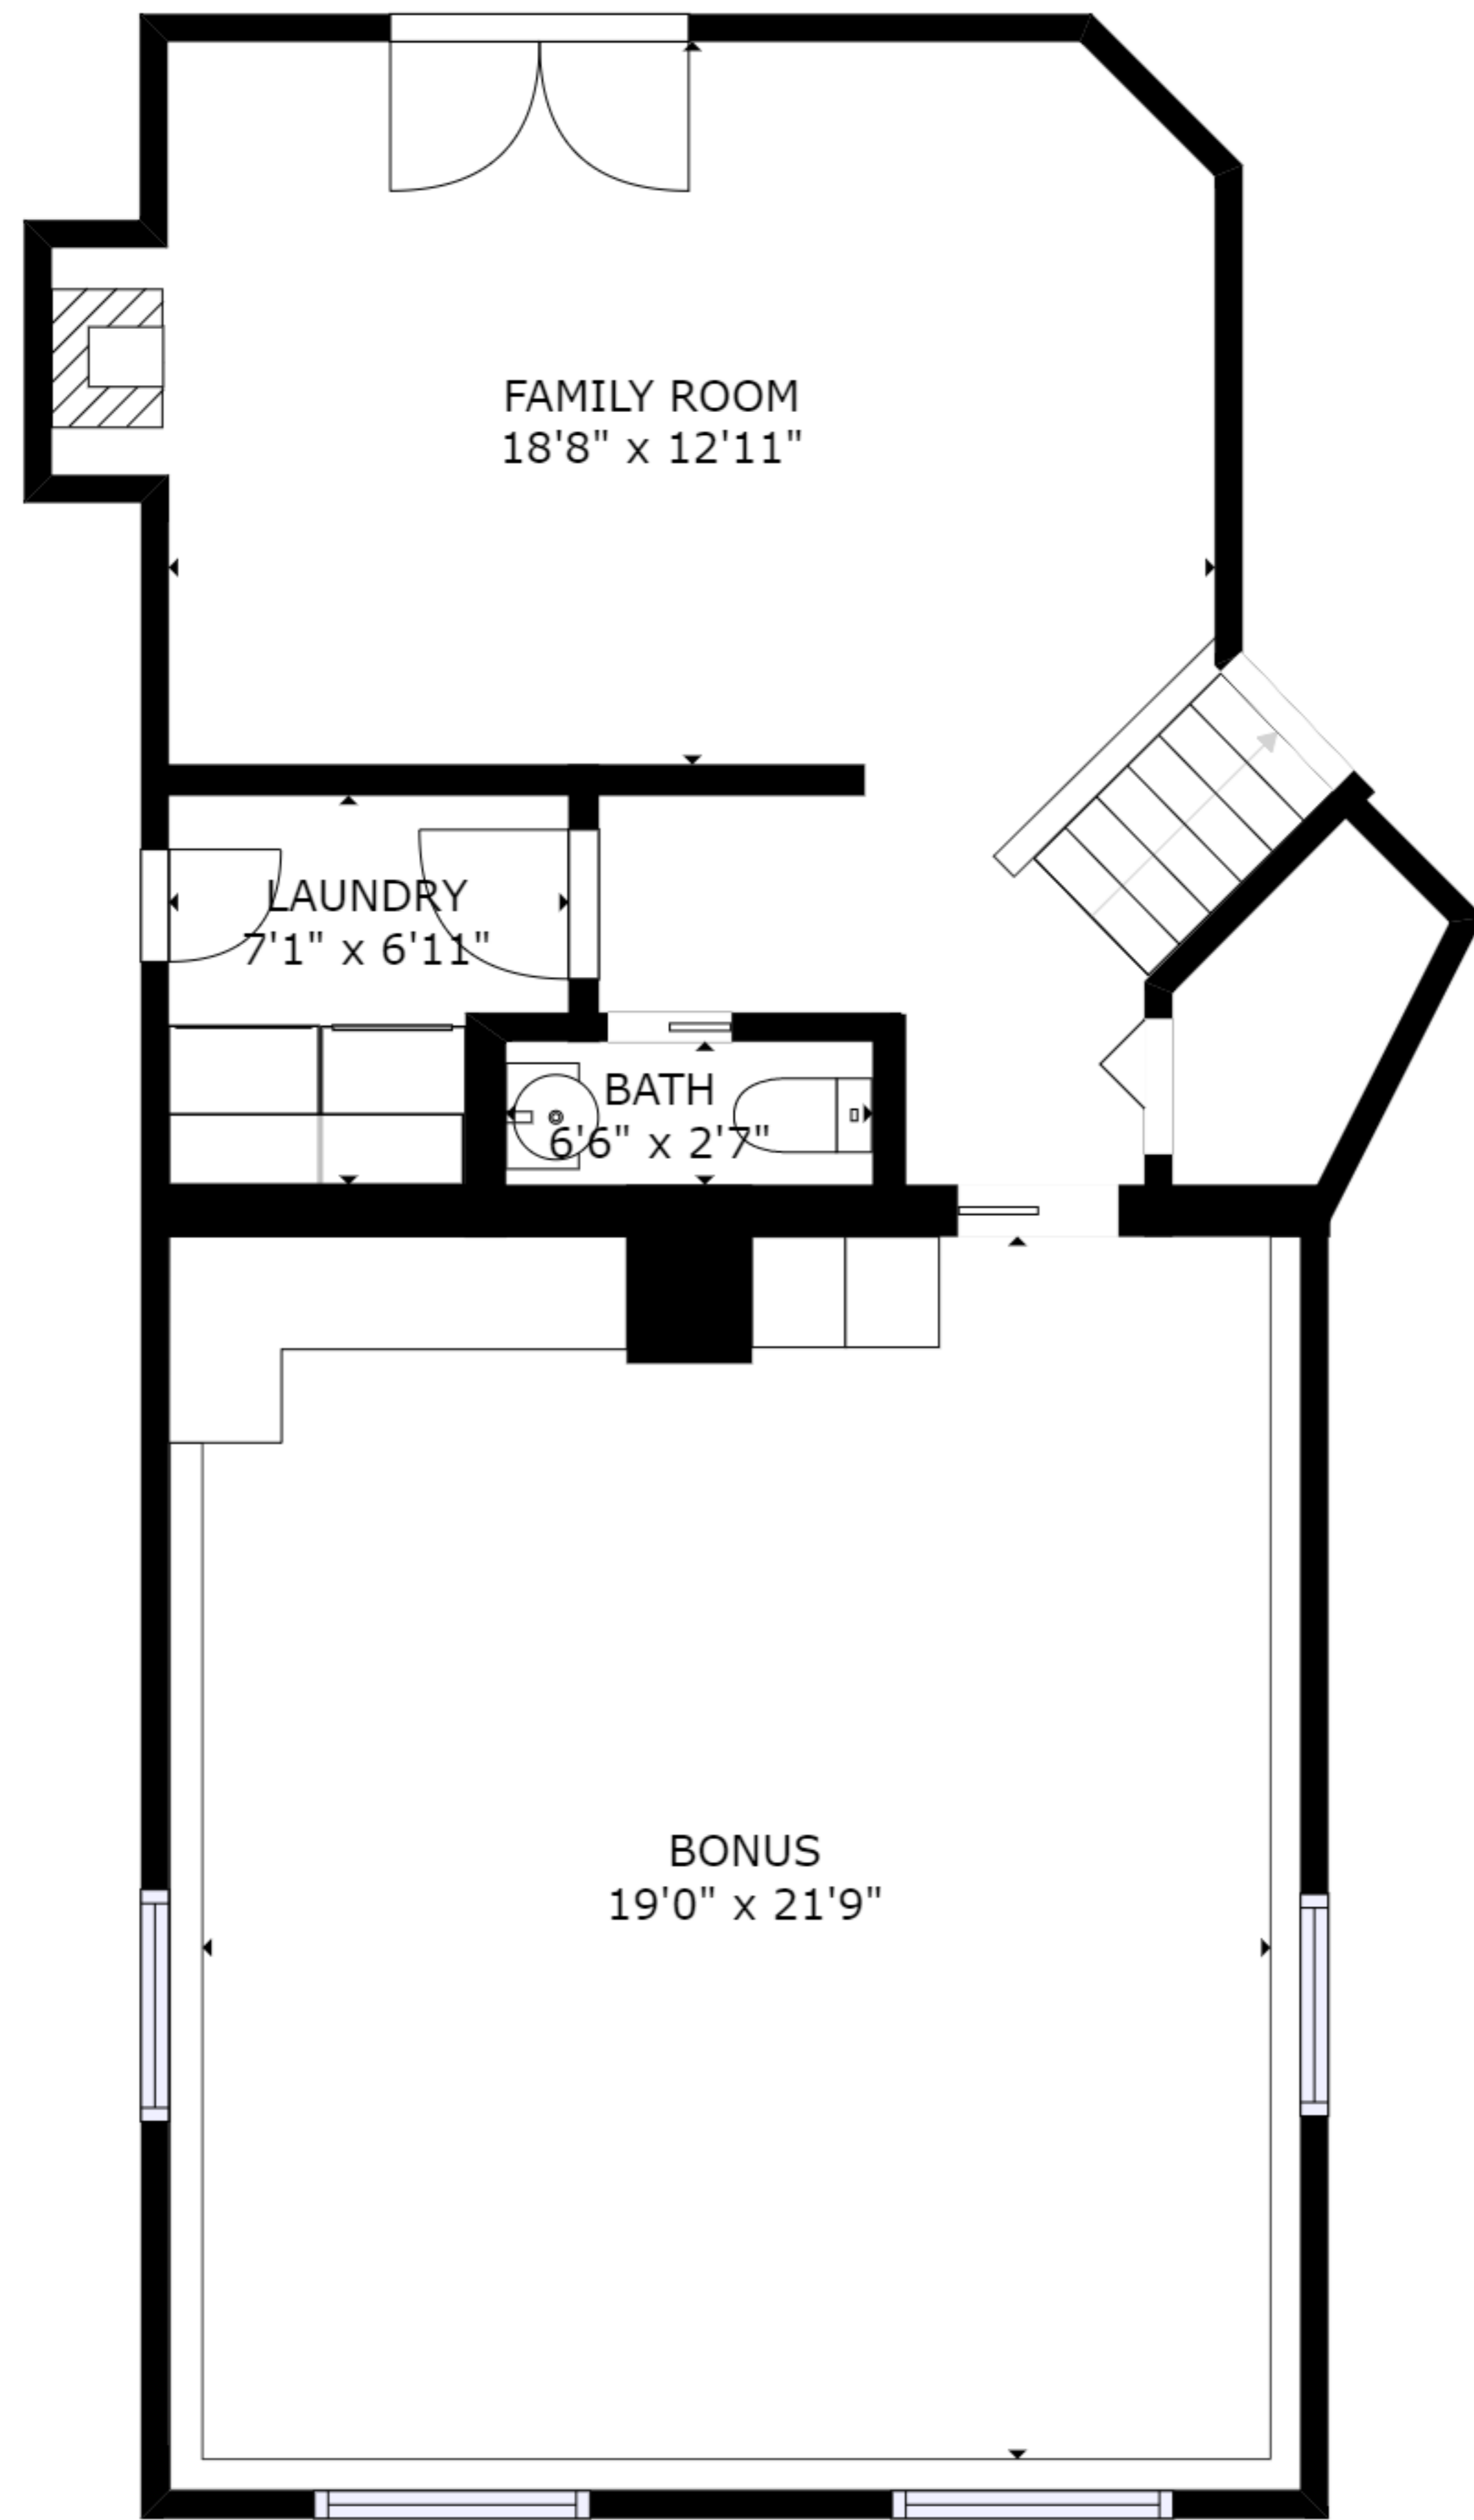 FAMILY ROOM
18'8" x 12'11"
LAUNDRY
7'1" x 6'11"
BATH
6'6" x 2'7"
BONUS
19'0" x 21'9"